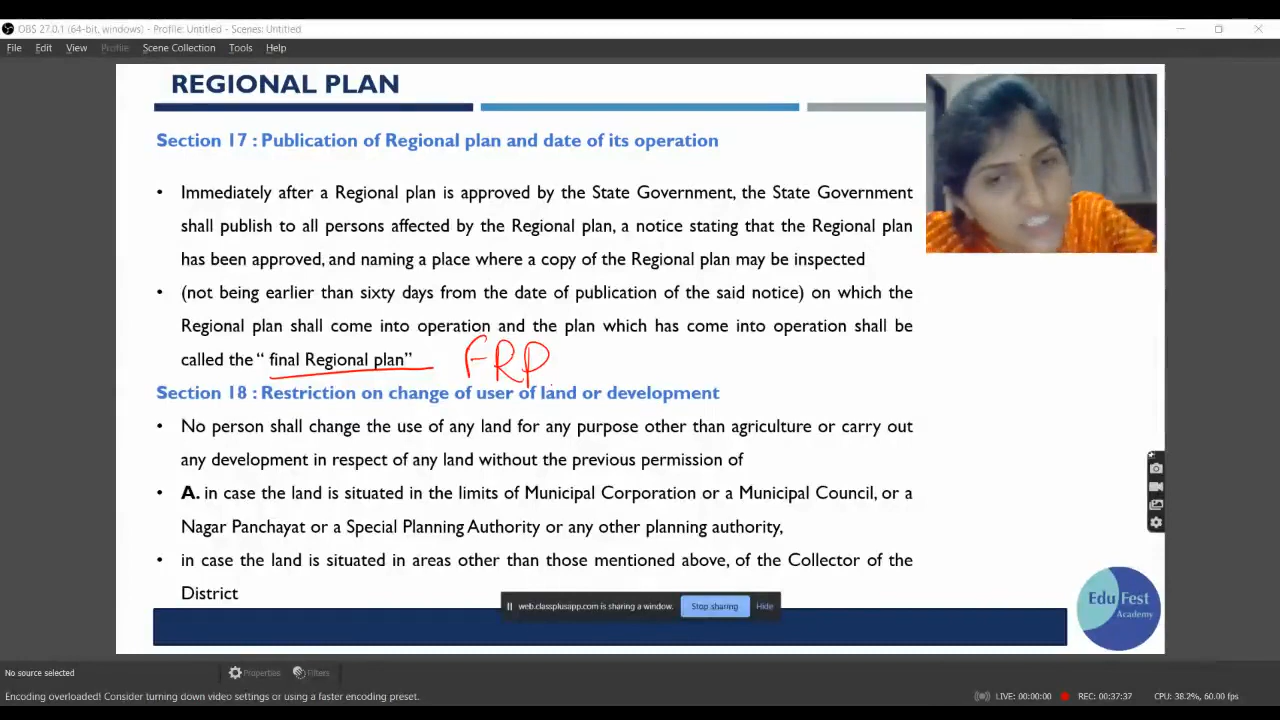 OBS 27.0.1 (64-bit, windows) - Profile: Untitled - Scenes: Untitled
File Edit View Profile Scene Collection Tools Help
REGIONAL PLAN
Section 17 : Publication of Regional plan and date of its operation
• Immediately after a Regional plan is approved by the State Government, the State Government
shall publish to all persons affected by the Regional plan, a notice stating that the Regional plan
has been approved, and naming a place where a copy of the Regional plan may be inspected
• (not being earlier than sixty days from the date of publication of the said notice) on which the
Regional plan shall come into operation and the plan which has come into operation shall be
called the “ final Regional plan” FRP
Section 18 : Restriction on change of user of land or development
• No person shall change the use of any land for any purpose other than agriculture or carry out
any development in respect of any land without the previous permission of
• A. in case the land is situated in the limits of Municipal Corporation or a Municipal Council, or a
Nagar Panchayat or a Special Planning Authority or any other planning authority,
• in case the land is situated in areas other than those mentioned above, of the Collector of the
District
web.classplusapp.com is sharing a window. Stop sharing Hide
EduFest
Academy
No source selected Properties Filters
Encoding overloaded! Consider turning down video settings or using a faster encoding preset. LIVE: 00:00:00 REC: 00:37:37 CPU: 38.2%, 60.00 fps